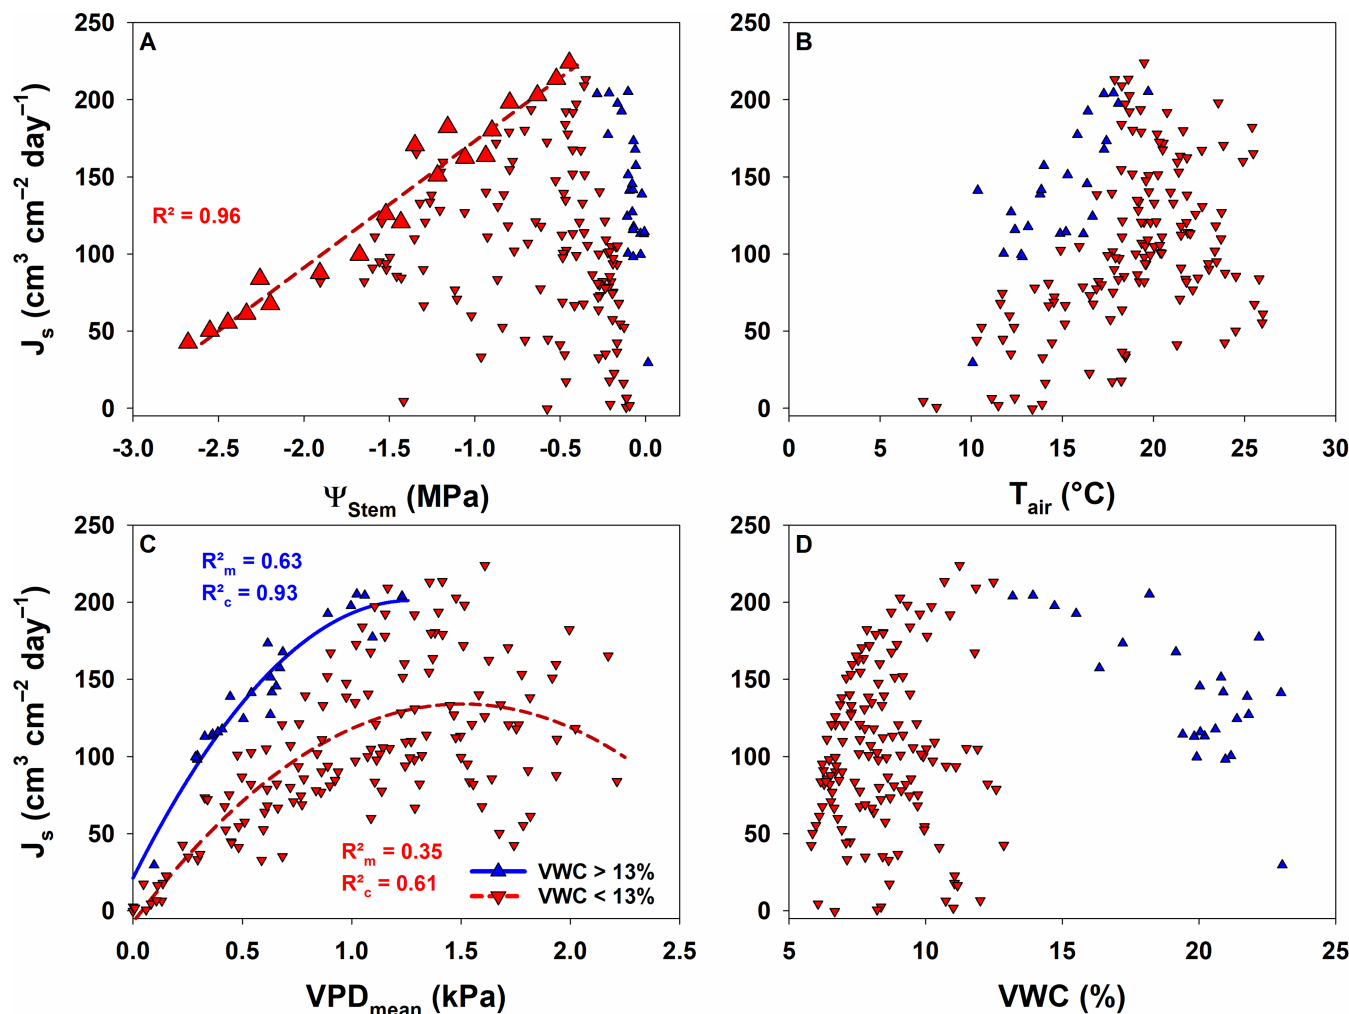 A
B
250
200
150
100
50
0
J_s (cm³ cm⁻² day⁻¹)
R² = 0.96
-3.0 -2.5 -2.0 -1.5 -1.0 -0.5 0.0
Ψ_Stem (MPa)
250
200
150
100
50
0
0 5 10 15 20 25 30
T_air (°C)
C
D
250
200
150
100
50
0
J_s (cm³ cm⁻² day⁻¹)
R²_m = 0.63
R²_c = 0.93
R²_m = 0.35
R²_c = 0.61
VWC > 13%
VWC < 13%
0.0 0.5 1.0 1.5 2.0 2.5
VPD_mean (kPa)
250
200
150
100
50
0
5 10 15 20 25
VWC (%)